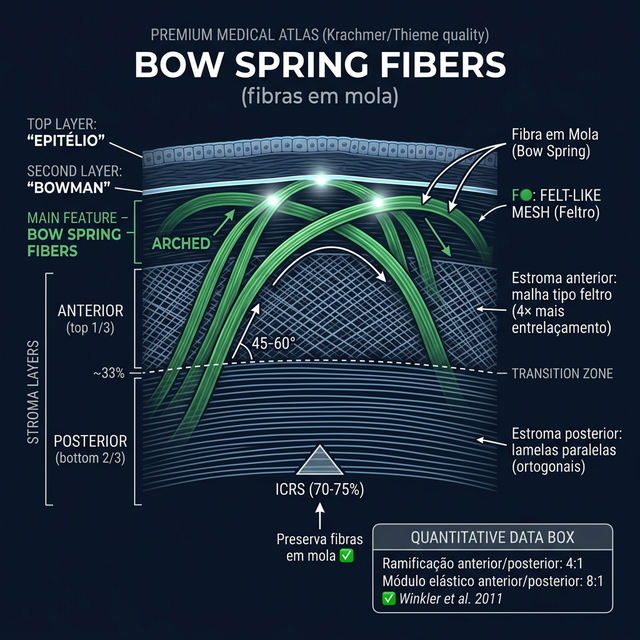 PREMIUM MEDICAL ATLAS (Krachmer/Thieme quality)
BOW SPRING FIBERS
(fibras em mola)
TOP LAYER:
“EPITÉLIO”
SECOND LAYER:
“BOWMAN”
MAIN FEATURE –
BOW SPRING
FIBERS
ARCHED
Fibra em Mola
(Bow Spring)
F🟢: FELT-LIKE
MESH (Feltro)
STROMA LAYERS
ANTERIOR
(top 1/3)
~33%
POSTERIOR
(bottom 2/3)
45-60°
Estroma anterior:
malha tipo feltro
(4× mais
entrelaçamento)
TRANSITION ZONE
Estroma posterior:
lamelas paralelas
(ortogonais)
ICRS (70-75%)
Preserva fibras
em mola ✅
QUANTITATIVE DATA BOX
Ramificação anterior/posterior: 4:1
Módulo elástico anterior/posterior: 8:1
✅ Winkler et al. 2011